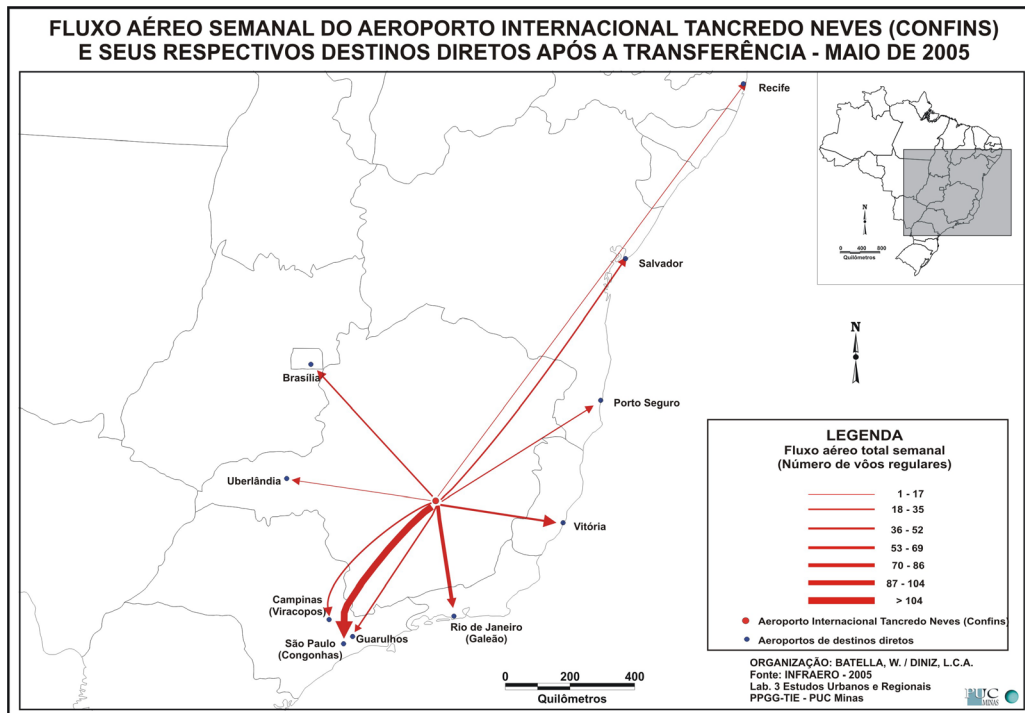 FLUXO AÉREO SEMANAL DO AEROPORTO INTERNACIONAL TANCREDO NEVES (CONFINS)
E SEUS RESPECTIVOS DESTINOS DIRETOS APÓS A TRANSFERÊNCIA - MAIO DE 2005
Recife
N
0 400 800
Quilômetros
Salvador
N
Brasília
Porto Seguro
Uberlândia
Vitória
Campinas
(Viracopos)
São Paulo
(Congonhas)
Guarulhos
Rio de Janeiro
(Galeão)
0 200 400
Quilômetros
LEGENDA
Fluxo aéreo total semanal
(Número de vôos regulares)
1 - 17
18 - 35
36 - 52
53 - 69
70 - 86
87 - 104
> 104
Aeroporto Internacional Tancredo Neves (Confins)
Aeroportos de destinos diretos
ORGANIZAÇÃO: BATELLA, W. / DINIZ, L.C.A.
Fonte: INFRAERO - 2005
Lab. 3 Estudos Urbanos e Regionais
PPGG-TIE - PUC Minas
PUC
MINAS